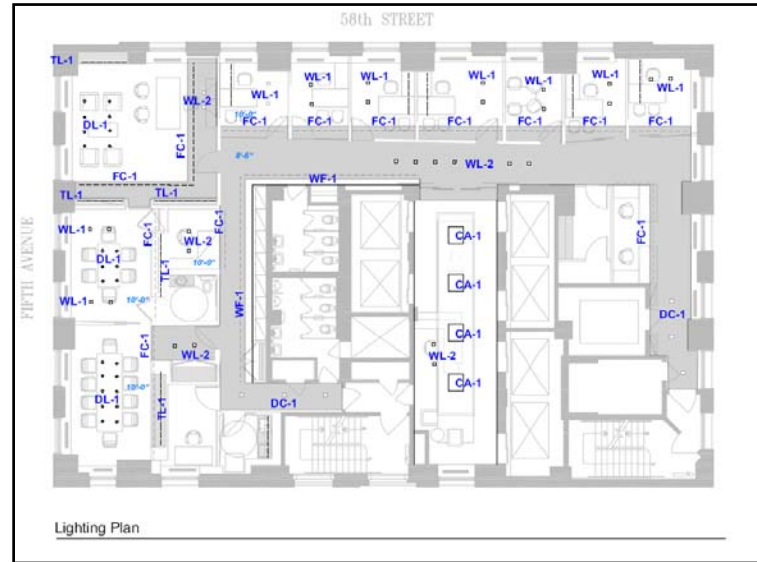 58th STREET
TL-1
WL-1
WL-1
WL-1
WL-1
WL-1
WL-1
WL-1
WL-2
10'-0"
DL-1
FC-1
FC-1
FC-1
FC-1
FC-1
FC-1
FC-1
FC-1
8'-6"
WL-2
FC-1
WF-1
TL-1
TL-1
FIFTH AVENUE
WL-1
FC-1
WL-2
FC-1
CA-1
FC-1
DL-1
10'-0"
TL-1
CA-1
WL-1
10'-0"
WF-1
DC-1
CA-1
FC-1
WL-2
WL-2
DL-1
10'-0"
TL-1
CA-1
DC-1
Lighting Plan